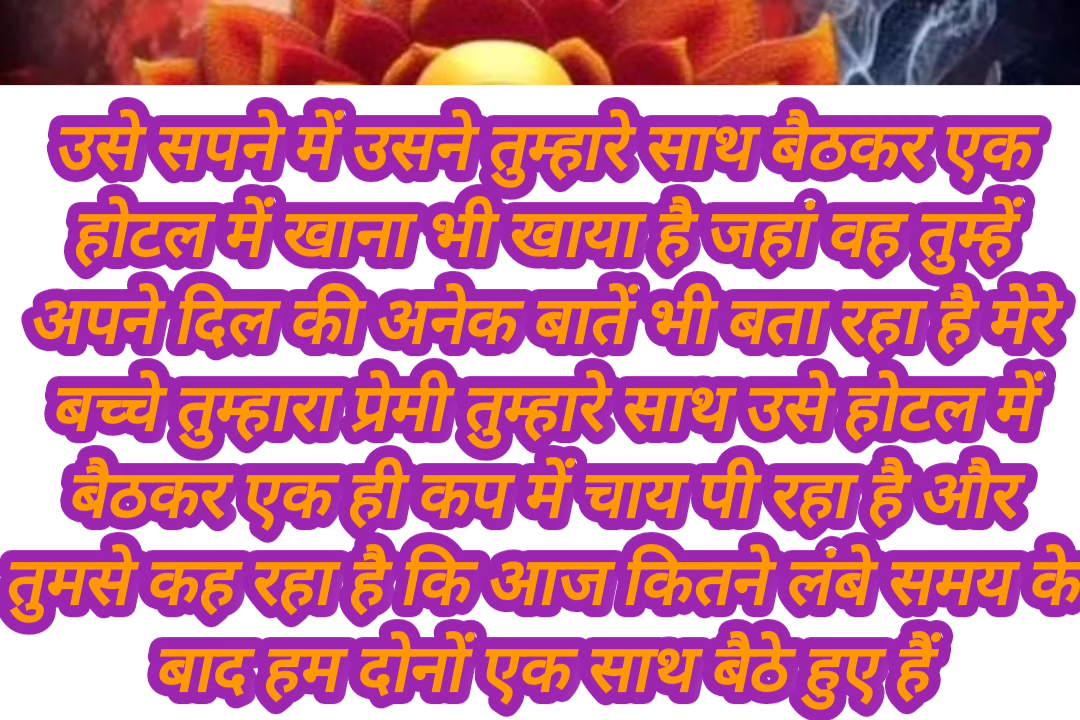 उसे सपने में उसने तुम्हारे साथ बैठकर एक
होटल में खाना भी खाया है जहां वह तुम्हें
अपने दिल की अनेक बातें भी बता रहा है मेरे
बच्चे तुम्हारा प्रेमी तुम्हारे साथ उसे होटल में
बैठकर एक ही कप में चाय पी रहा है और
तुमसे कह रहा है कि आज कितने लंबे समय के
बाद हम दोनों एक साथ बैठे हुए हैं